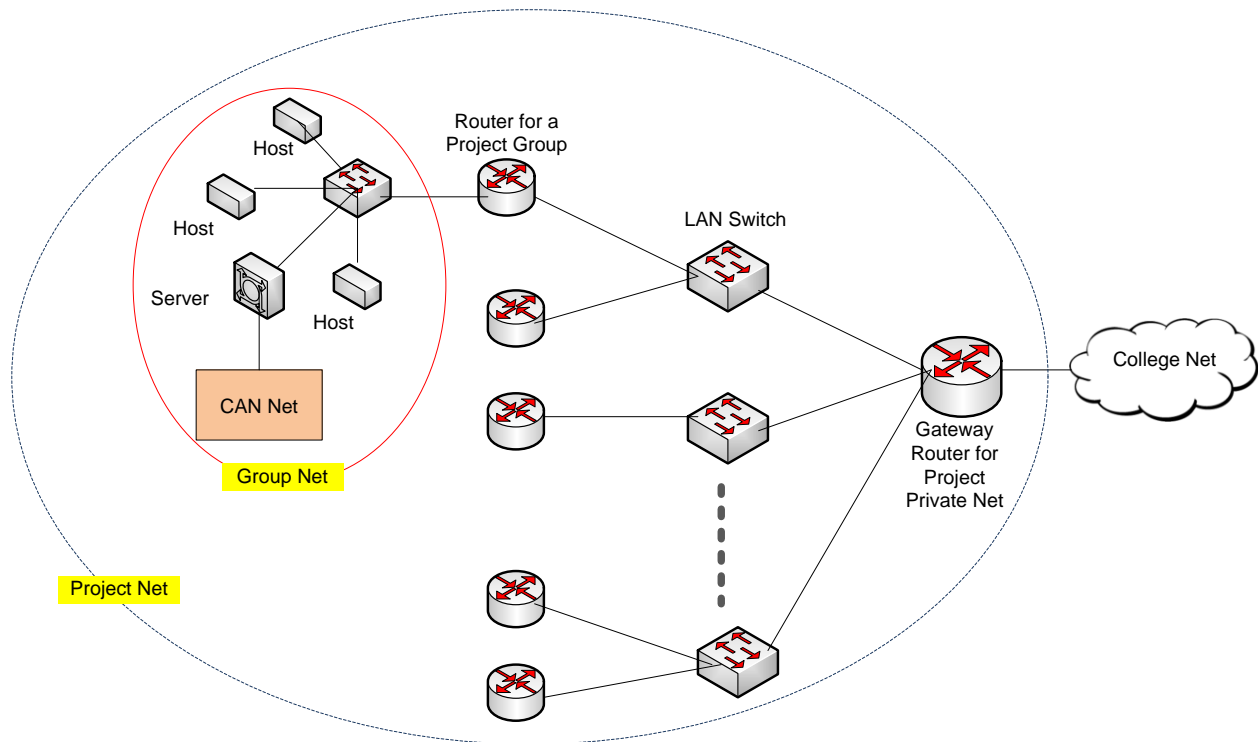 Host
Router for a
Project Group
Host
LAN Switch
Server
Host
College Net
CAN Net
Gateway
Router for
Project
Private Net
Group Net
Project Net